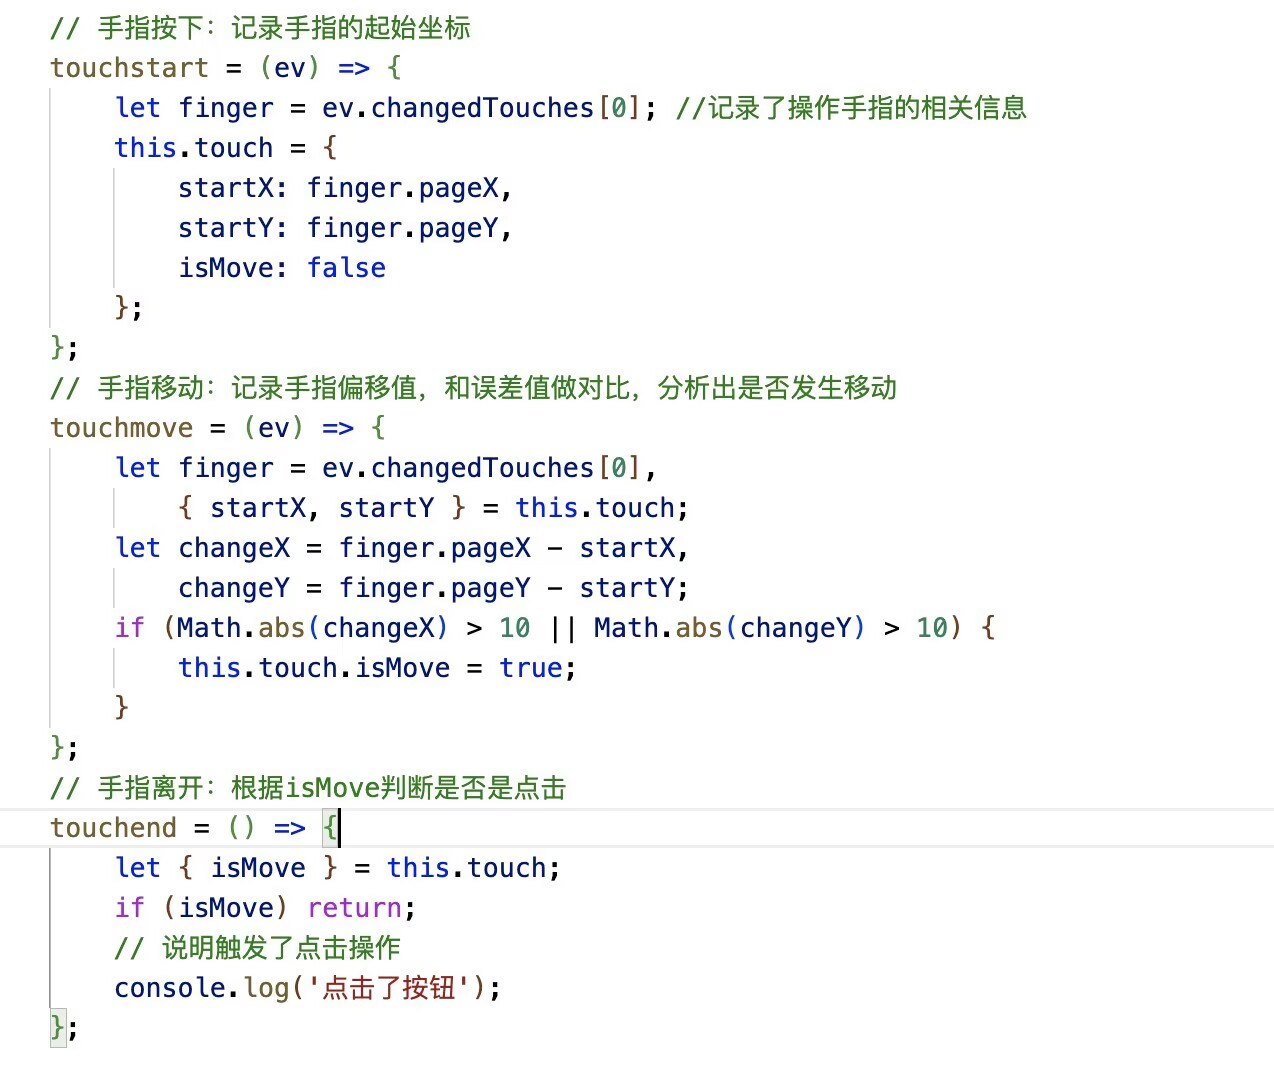 // 手指按下：记录手指的起始坐标
touchstart = (ev) => {
    let finger = ev.changedTouches[0]; //记录了操作手指的相关信息
    this.touch = {
        startX: finger.pageX,
        startY: finger.pageY,
        isMove: false
    };
};
// 手指移动：记录手指偏移值，和误差值做对比，分析出是否发生移动
touchmove = (ev) => {
    let finger = ev.changedTouches[0],
        { startX, startY } = this.touch;
    let changeX = finger.pageX - startX,
        changeY = finger.pageY - startY;
    if (Math.abs(changeX) > 10 || Math.abs(changeY) > 10) {
        this.touch.isMove = true;
    }
};
// 手指离开：根据isMove判断是否是点击
touchend = () => {
    let { isMove } = this.touch;
    if (isMove) return;
    // 说明触发了点击操作
    console.log('点击了按钮');
};